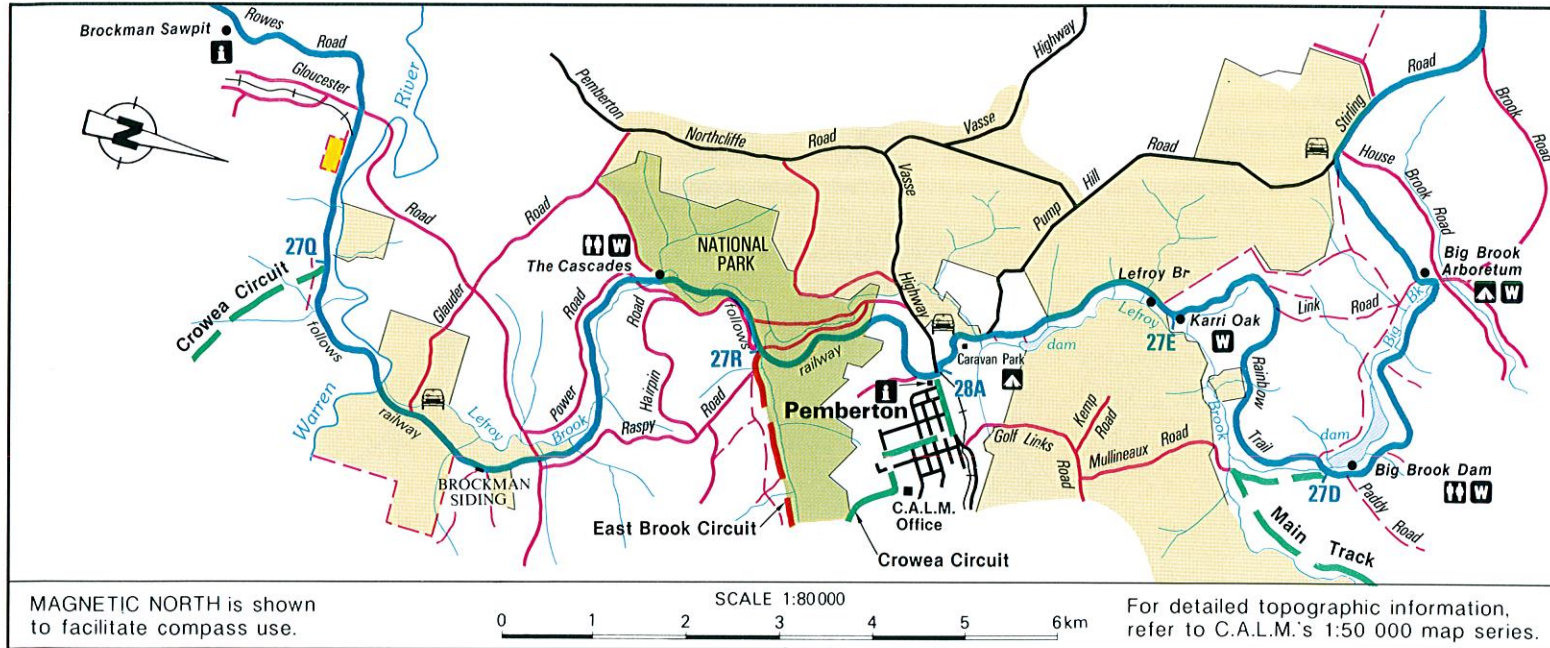 Brockman Sawpit
i
Rowes
Road
Gloucester
River
N
Road
27Q
Crowea Circuit
follows
Warren
railway
Glauder
Road
Lefroy
Brook
BROCKMAN
SIDING
Pemberton
Northcliffe
Road
Vasse
Highway
W
The Cascades
NATIONAL
PARK
Power
Road
Hairpin
Road
Raspy
Road
follows
27R
railway
East Brook Circuit
Vasse
Highway
Pump
Hill
Road
Caravan Park
dam
28A
i
Pemberton
C.A.L.M.
Office
Crowea Circuit
Golf Links
Road
Kemp
Road
Mullineaux Road
Lefroy Br
Lefroy
27E
Karri Oak
W
Brook
Rainbow
Trail
Link Road
Stirling
Road
House
Brook
Road
Brook
Road
Big Brook
Arboretum
W
Big Bk
dam
Big Brook Dam
W
27D
Paddy
Road
Main Track
MAGNETIC NORTH is shown
to facilitate compass use.
SCALE 1:80 000
0 1 2 3 4 5 6km
For detailed topographic information,
refer to C.A.L.M.'s 1:50 000 map series.